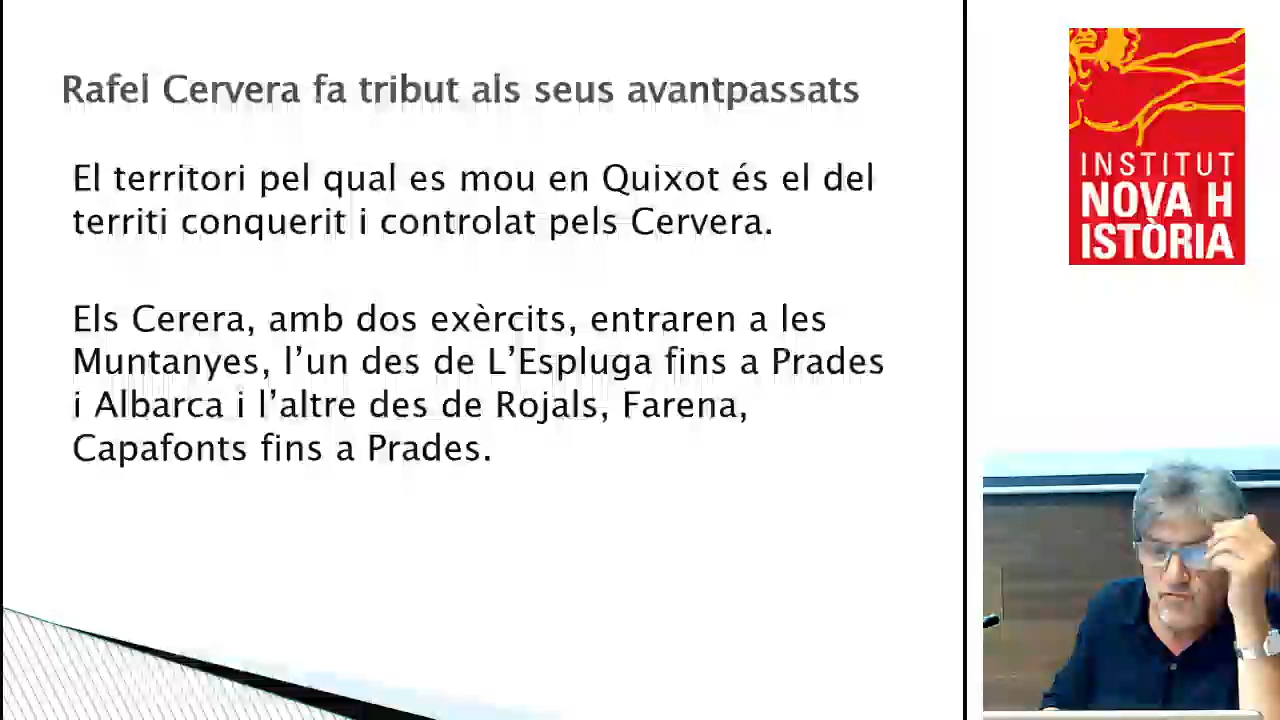 Rafel Cervera fa tribut als seus avantpassats
El territori pel qual es mou en Quixot és el del
territi conquerit i controlat pels Cervera.
Els Cerera, amb dos exèrcits, entraren a les
Muntanyes, l’un des de L’Espluga fins a Prades
i Albarca i l’altre des de Rojals, Farena,
Capafonts fins a Prades.
INSTITUT
NOVA H
ISTÒRIA